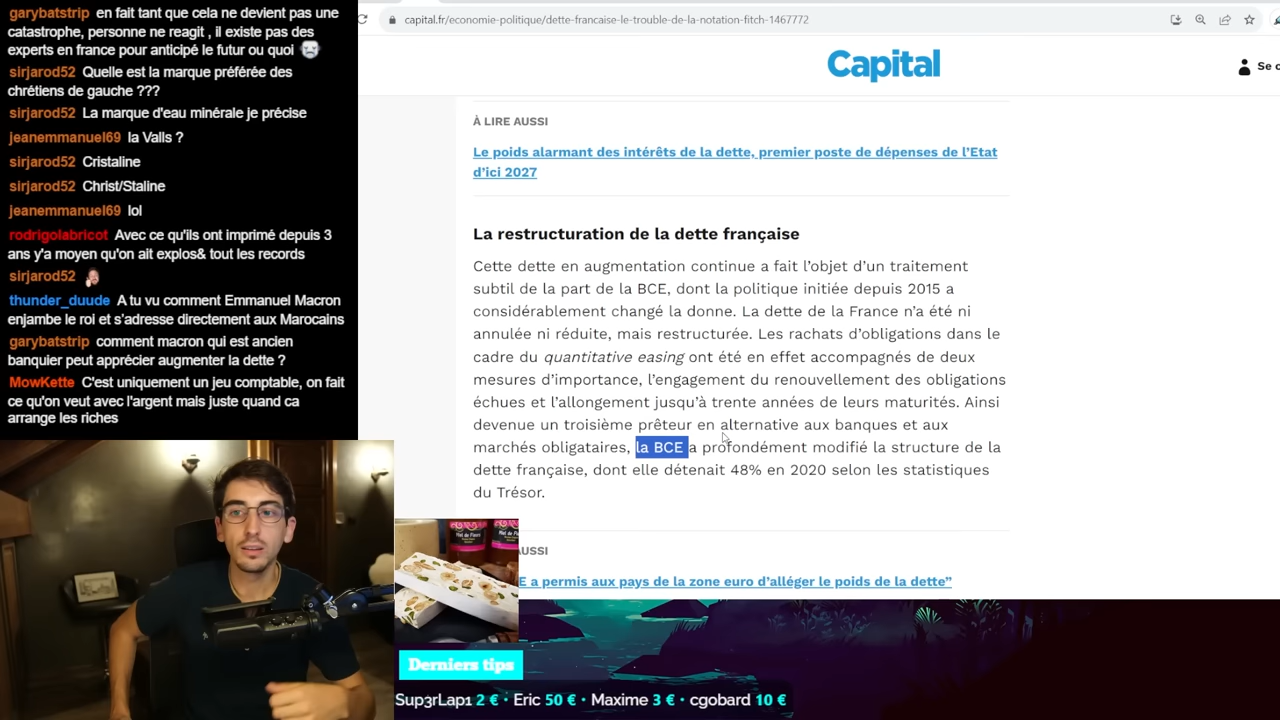 garybatstrip en fait tant que cela ne devient pas une
catastrophe, personne ne reagit , il existe pas des
experts en france pour anticipé le futur ou quoi
sirjarod52 Quelle est la marque préférée des
chrétiens de gauche ???
sirjarod52 La marque d'eau minérale je précise
jeanemmanuel69 la Valls ?
sirjarod52 Cristaline
sirjarod52 Christ/Staline
jeanemmanuel69 lol
rodrigolabricot Avec ce qu'ils ont imprimé depuis 3
ans y'a moyen qu'on ait explos& tout les records
sirjarod52
thunder_duude A tu vu comment Emmanuel Macron
enjambe le roi et s'adresse directement aux Marocains
garybatstrip comment macron qui est ancien
banquier peut apprécier augmenter la dette ?
MowKette C'est uniquement un jeu comptable, on fait
ce qu'on veut avec l'argent mais juste quand ca
arrange les riches
capital.fr/economie-politique/dette-francaise-le-trouble-de-la-notation-fitch-1467772
Capital
Se c
À LIRE AUSSI
Le poids alarmant des intérêts de la dette, premier poste de dépenses de l'Etat
d'ici 2027
La restructuration de la dette française
Cette dette en augmentation continue a fait l'objet d'un traitement
subtil de la part de la BCE, dont la politique initiée depuis 2015 a
considérablement changé la donne. La dette de la France n'a été ni
annulée ni réduite, mais restructurée. Les rachats d'obligations dans le
cadre du quantitative easing ont été en effet accompagnés de deux
mesures d'importance, l'engagement du renouvellement des obligations
échues et l'allongement jusqu'à trente années de leurs maturités. Ainsi
devenue un troisième prêteur en alternative aux banques et aux
marchés obligataires, la BCE a profondément modifié la structure de la
dette française, dont elle détenait 48% en 2020 selon les statistiques
du Trésor.
AUSSI
E a permis aux pays de la zone euro d'alléger le poids de la dette"
Derniers tips
Sup3rLap1 2 € • Eric 50 € • Maxime 3 € • cgobard 10 €